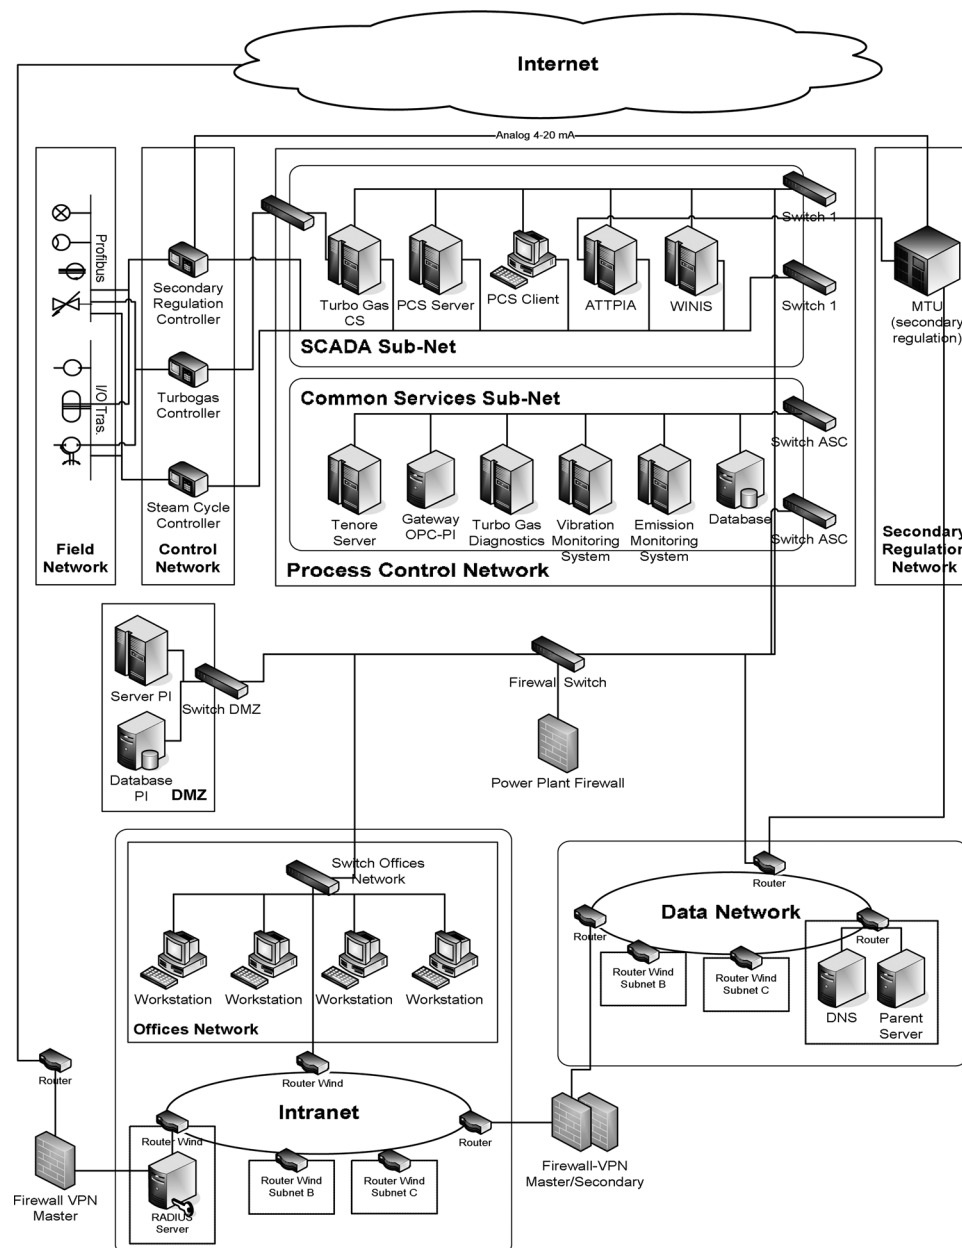 Internet
Analog 4-20 mA
Profibus
I/O Tras.
Field
Network
Secondary
Regulation
Controller
Turbogas
Controller
Steam Cycle
Controller
Control
Network
Turbo Gas
CS
PCS Server
PCS Client
ATTPIA
WINIS
Switch 1
Switch 1
SCADA Sub-Net
Common Services Sub-Net
Tenore
Server
Gateway
OPC-PI
Turbo Gas
Diagnostics
Vibration
Monitoring
System
Emission
Monitoring
System
Database
Switch ASC
Switch ASC
Process Control Network
MTU
(secondary
regulation)
Secondary
Regulation
Network
Server PI
Switch DMZ
Database
PI
DMZ
Firewall Switch
Power Plant Firewall
Switch Offices
Network
Workstation
Workstation
Workstation
Workstation
Offices Network
Router
Data Network
Router
Router
Router Wind
Subnet B
Router Wind
Subnet C
DNS
Parent
Server
Router
Router Wind
Intranet
Router Wind
Router
Router Wind
Subnet B
Router Wind
Subnet C
RADIUS
Server
Firewall VPN
Master
Firewall-VPN
Master/Secondary